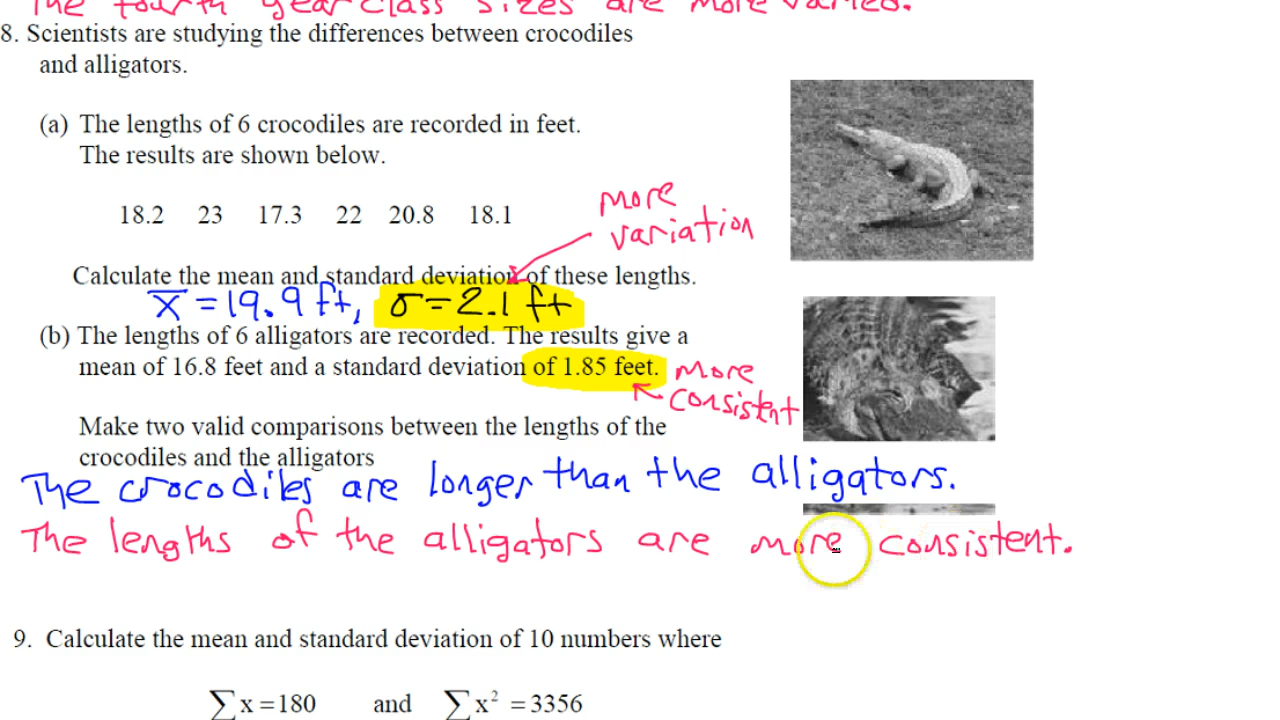 The fourth year class sizes are more varied.
8. Scientists are studying the differences between crocodiles
and alligators.
(a) The lengths of 6 crocodiles are recorded in feet.
The results are shown below.
18.2 23 17.3 22 20.8 18.1
more
variation
Calculate the mean and standard deviation of these lengths.
x̄ = 19.9 ft, σ = 2.1 ft
(b) The lengths of 6 alligators are recorded. The results give a
mean of 16.8 feet and a standard deviation of 1.85 feet.
more
consistent
Make two valid comparisons between the lengths of the
crocodiles and the alligators
The crocodiles are longer than the alligators.
The lengths of the alligators are more consistent.
9. Calculate the mean and standard deviation of 10 numbers where
∑x = 180 and ∑x² = 3356